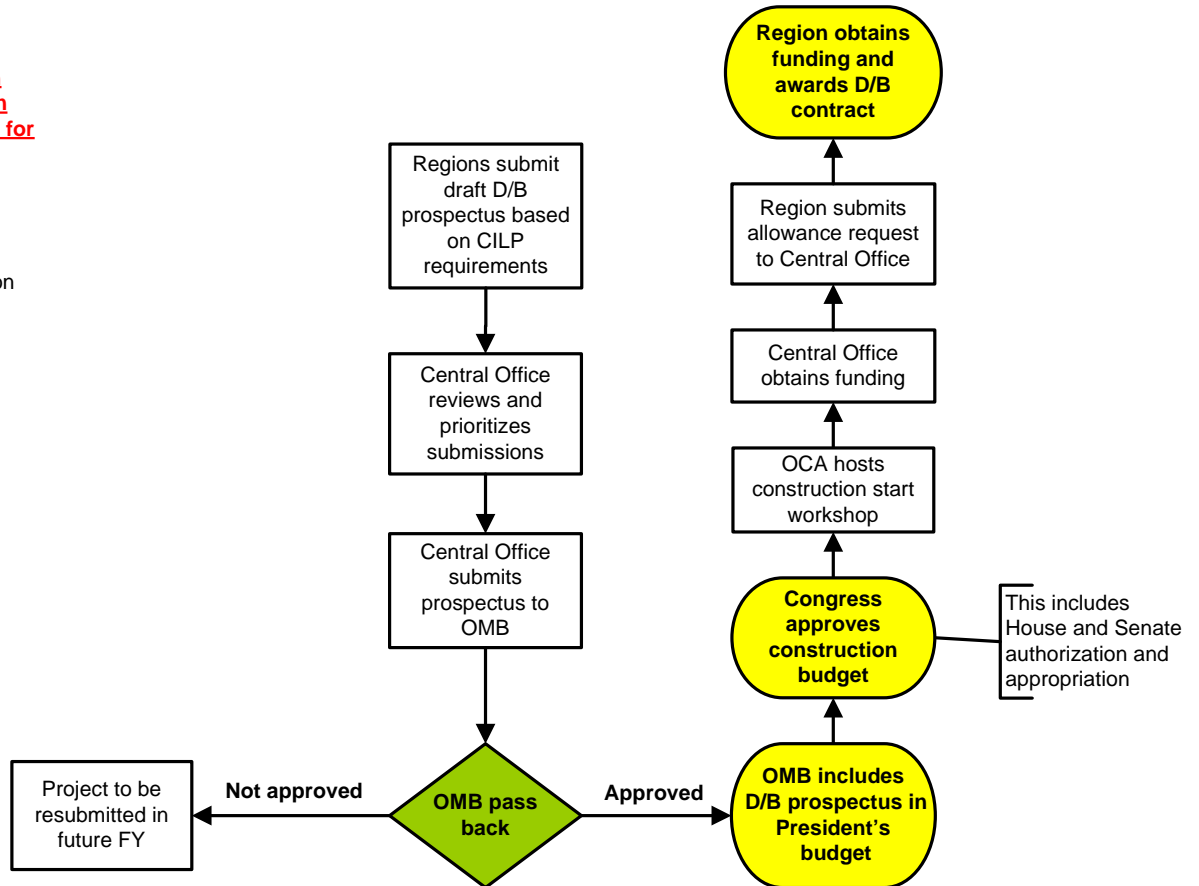 for
on
Regions submit
draft D/B
prospectus based
on CILP
requirements
Central Office
reviews and
prioritizes
submissions
Central Office
submits
prospectus to
OMB
OMB pass
back
Not approved
Project to be
resubmitted in
future FY
Approved
OMB includes
D/B prospectus in
President's
budget
Congress
approves
construction
budget
This includes
House and Senate
authorization and
appropriation
OCA hosts
construction start
workshop
Central Office
obtains funding
Region submits
allowance request
to Central Office
Region obtains
funding and
awards D/B
contract